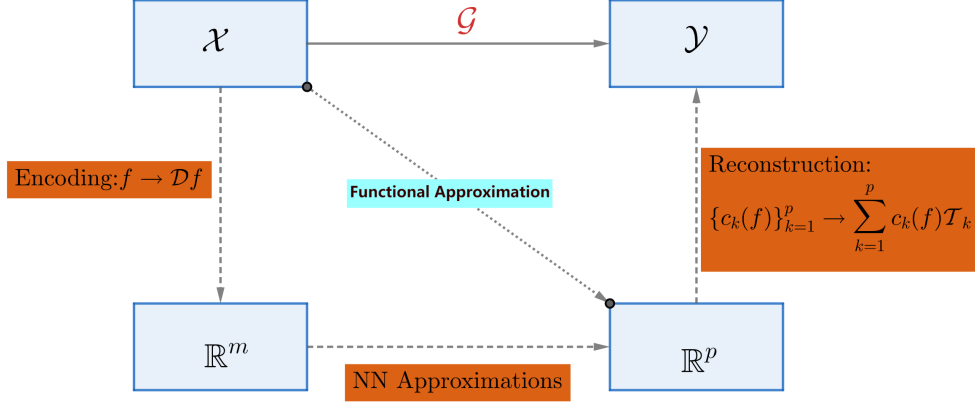 𝒢
𝒳
𝒴
Encoding:f → 𝒟f
Functional Approximation
Reconstruction:
{c_k(f)}_{k=1}^p → ∑_{k=1}^p c_k(f)𝒯_k
ℝ^m
ℝ^p
NN Approximations